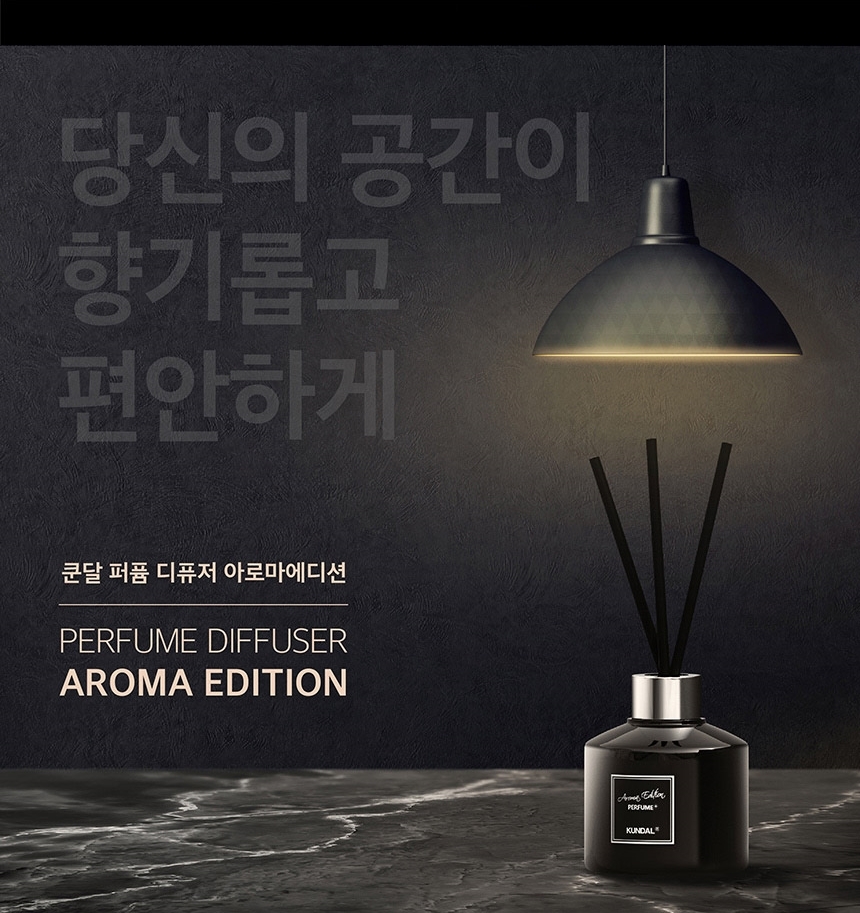 당신의 공간이
향기롭고
편안하게
쿤달 퍼퓸 디퓨저 아로마에디션
PERFUME DIFFUSER
AROMA EDITION
Aroma Edition
PERFUME®
KUNDAL®